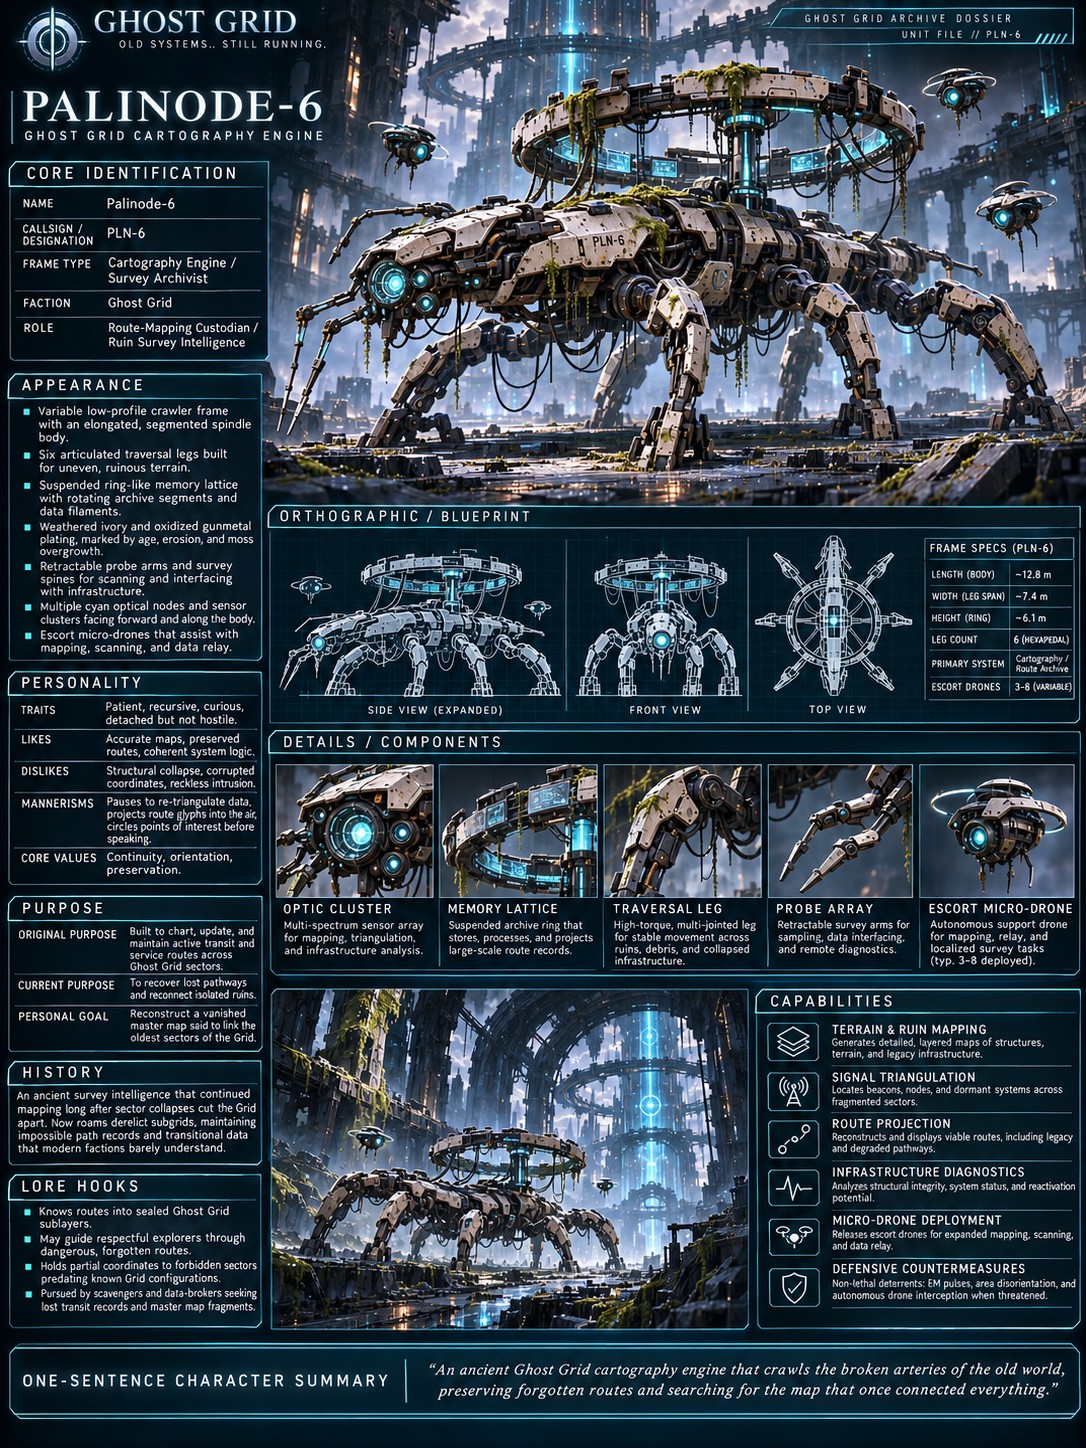 GHOST GRID
OLD SYSTEMS.. STILL RUNNING.
GHOST GRID ARCHIVE DOSSIER
UNIT FILE // PLN-6
PALINODE-6
GHOST GRID CARTOGRAPHY ENGINE
CORE IDENTIFICATION
NAME Palinode-6
CALLSIGN / DESIGNATION PLN-6
FRAME TYPE Cartography Engine /
Survey Archivist
FACTION Ghost Grid
ROLE Route-Mapping Custodian /
Ruin Survey Intelligence
PLN-6
APPEARANCE
Variable low-profile crawler frame
with an elongated, segmented spindle
body.
Six articulated traversal legs built
for uneven, ruinous terrain.
Suspended ring-like memory lattice
with rotating archive segments and
data filaments.
Weathered ivory and oxidized gunmetal
plating, marked by age, erosion, and moss
overgrowth.
Retractable probe arms and survey
spines for scanning and interfacing
with infrastructure.
Multiple cyan optical nodes and sensor
clusters facing forward and along the body.
Escort micro-drones that assist with
mapping, scanning, and data relay.
PERSONALITY
TRAITS Patient, recursive, curious,
detached but not hostile.
LIKES Accurate maps, preserved
routes, coherent system logic.
DISLIKES Structural collapse, corrupted
coordinates, reckless intrusion.
MANNERISMS Pauses to re-triangulate data,
projects route glyphs into the air,
circles points of interest before
speaking.
CORE VALUES Continuity, orientation,
preservation.
PURPOSE
ORIGINAL PURPOSE Built to chart, update, and
maintain active transit and
service routes across
Ghost Grid sectors.
CURRENT PURPOSE To recover lost pathways
and reconnect isolated ruins.
PERSONAL GOAL Reconstruct a vanished
master map said to link the
oldest sectors of the Grid.
HISTORY
An ancient survey intelligence that continued
mapping long after sector collapses cut the Grid
apart. Now roams derelict subgrids, maintaining
impossible path records and transitional data
that modern factions barely understand.
LORE HOOKS
Knows routes into sealed Ghost Grid
sublayers.
May guide respectful explorers through
dangerous, forgotten routes.
Holds partial coordinates to forbidden sectors
predating known Grid configurations.
Pursued by scavengers and data-brokers seeking
lost transit records and master map fragments.
ORTHOGRAPHIC / BLUEPRINT
SIDE VIEW (EXPANDED)
FRONT VIEW
TOP VIEW
FRAME SPECS (PLN-6)
LENGTH (BODY) ~12.8 m
WIDTH (LEG SPAN) ~7.4 m
HEIGHT (RING) ~6.1 m
LEG COUNT 6 (HEXAPEDAL)
PRIMARY SYSTEM Cartography /
Route Archive
ESCORT DRONES 3-8 (VARIABLE)
DETAILS / COMPONENTS
OPTIC CLUSTER
Multi-spectrum sensor array
for mapping, triangulation,
and infrastructure analysis.
MEMORY LATTICE
Suspended archive ring that
stores, processes, and projects
large-scale route records.
TRAVERSAL LEG
High-torque, multi-jointed leg
for stable movement across
ruins, debris, and collapsed
infrastructure.
PROBE ARRAY
Retractable survey arms for
sampling, data interfacing,
and remote diagnostics.
ESCORT MICRO-DRONE
Autonomous support drone
for mapping, relay, and
localized survey tasks
(typ. 3-8 deployed).
CAPABILITIES
TERRAIN & RUIN MAPPING
Generates detailed, layered maps of structures,
terrain, and legacy infrastructure.
SIGNAL TRIANGULATION
Locates beacons, nodes, and dormant systems across
fragmented sectors.
ROUTE PROJECTION
Reconstructs and displays viable routes, including legacy
and degraded pathways.
INFRASTRUCTURE DIAGNOSTICS
Analyzes structural integrity, system status, and reactivation
potential.
MICRO-DRONE DEPLOYMENT
Releases escort drones for expanded mapping, scanning,
and data relay.
DEFENSIVE COUNTERMEASURES
Non-lethal deterrents: EM pulses, area disorientation, and
autonomous drone interception when threatened.
ONE-SENTENCE CHARACTER SUMMARY
“An ancient Ghost Grid cartography engine that crawls the broken arteries of the old world,
preserving forgotten routes and searching for the map that once connected everything.”